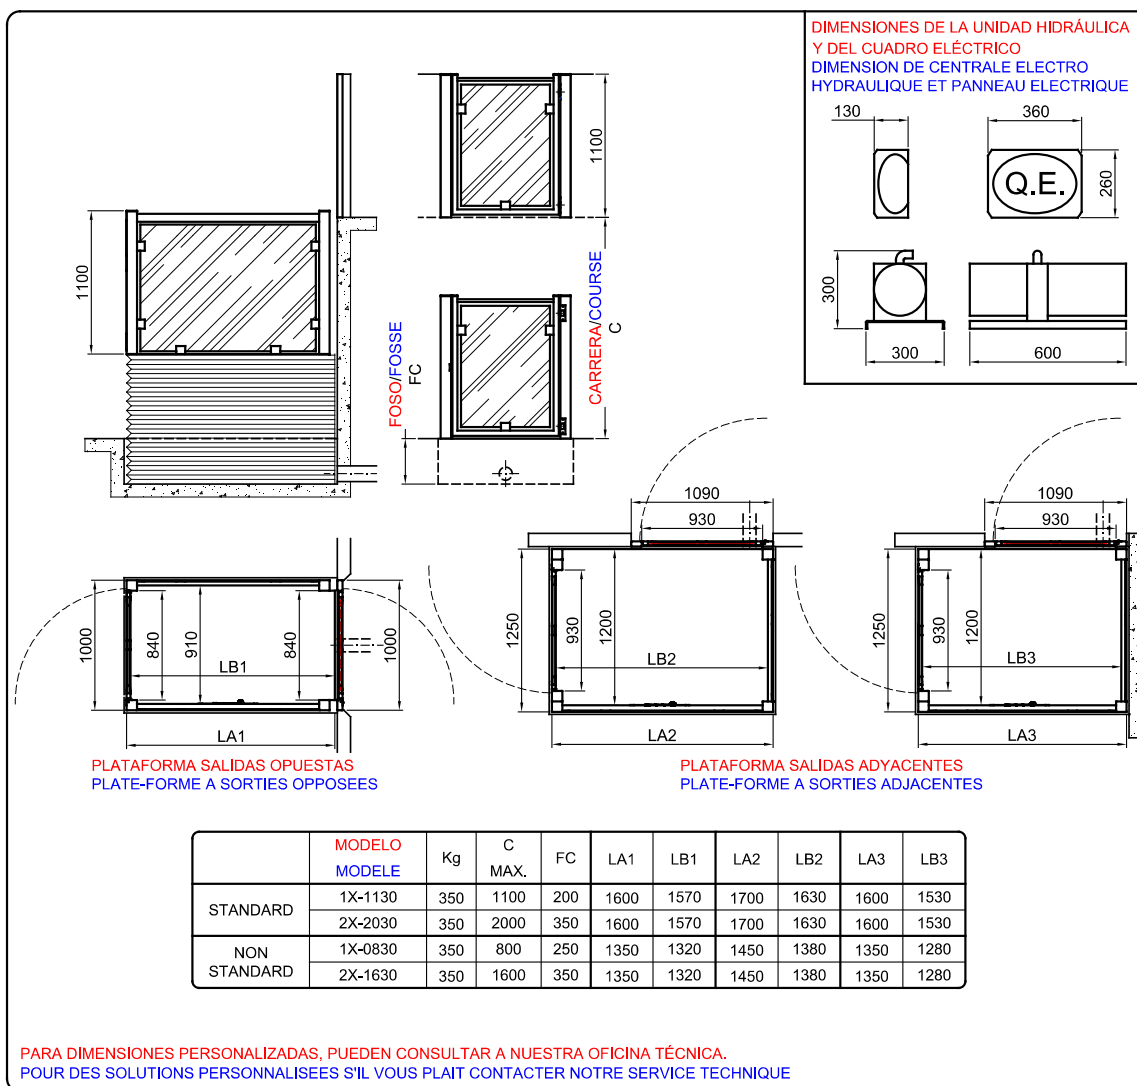 DIMENSIONES DE LA UNIDAD HIDRÁULICA
Y DEL CUADRO ELÉCTRICO
DIMENSION DE CENTRALE ELECTRO
HYDRAULIQUE ET PANNEAU ELECTRIQUE
130
360
Q.E.
260
300
300
600
1100
1100
FOSO/FOSSE
FC
CARRERA/COURSE
C
1000
840
910
840
1000
LB1
LA1
PLATAFORMA SALIDAS OPUESTAS
PLATE-FORME A SORTIES OPPOSEES
1090
930
1250
930
1200
LB2
LA2
1090
930
1250
930
1200
LB3
LA3
PLATAFORMA SALIDAS ADYACENTES
PLATE-FORME A SORTIES ADJACENTES
MODELO
MODELE Kg C MAX. FC LA1 LB1 LA2 LB2 LA3 LB3
STANDARD
1X-1130 350 1100 200 1600 1570 1700 1630 1600 1530
2X-2030 350 2000 350 1600 1570 1700 1630 1600 1530
NON
STANDARD
1X-0830 350 800 250 1350 1320 1450 1380 1350 1280
2X-1630 350 1600 350 1350 1320 1450 1380 1350 1280
PARA DIMENSIONES PERSONALIZADAS, PUEDEN CONSULTAR A NUESTRA OFICINA TÉCNICA.
POUR DES SOLUTIONS PERSONNALISEES S'IL VOUS PLAIT CONTACTER NOTRE SERVICE TECHNIQUE